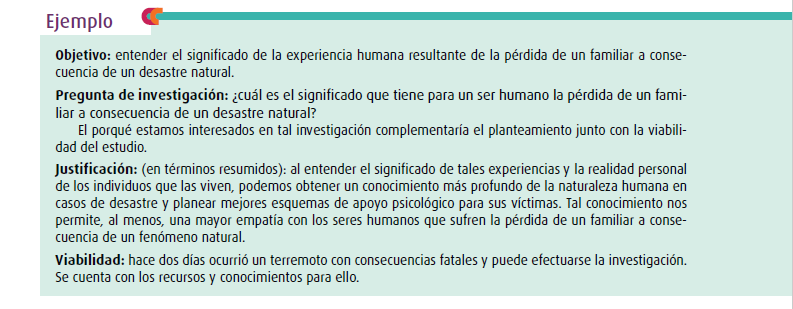 Ejemplo
Objetivo: entender el significado de la experiencia humana resultante de la pérdida de un familiar a conse-
cuencia de un desastre natural.
Pregunta de investigación: ¿cuál es el significado que tiene para un ser humano la pérdida de un fami-
liar a consecuencia de un desastre natural?
El porqué estamos interesados en tal investigación complementaría el planteamiento junto con la viabili-
dad del estudio.
Justificación: (en términos resumidos): al entender el significado de tales experiencias y la realidad personal
de los individuos que las viven, podemos obtener un conocimiento más profundo de la naturaleza humana en
casos de desastre y planear mejores esquemas de apoyo psicológico para sus víctimas. Tal conocimiento nos
permite, al menos, una mayor empatía con los seres humanos que sufren la pérdida de un familiar a conse-
cuencia de un fenómeno natural.
Viabilidad: hace dos días ocurrió un terremoto con consecuencias fatales y puede efectuarse la investigación.
Se cuenta con los recursos y conocimientos para ello.